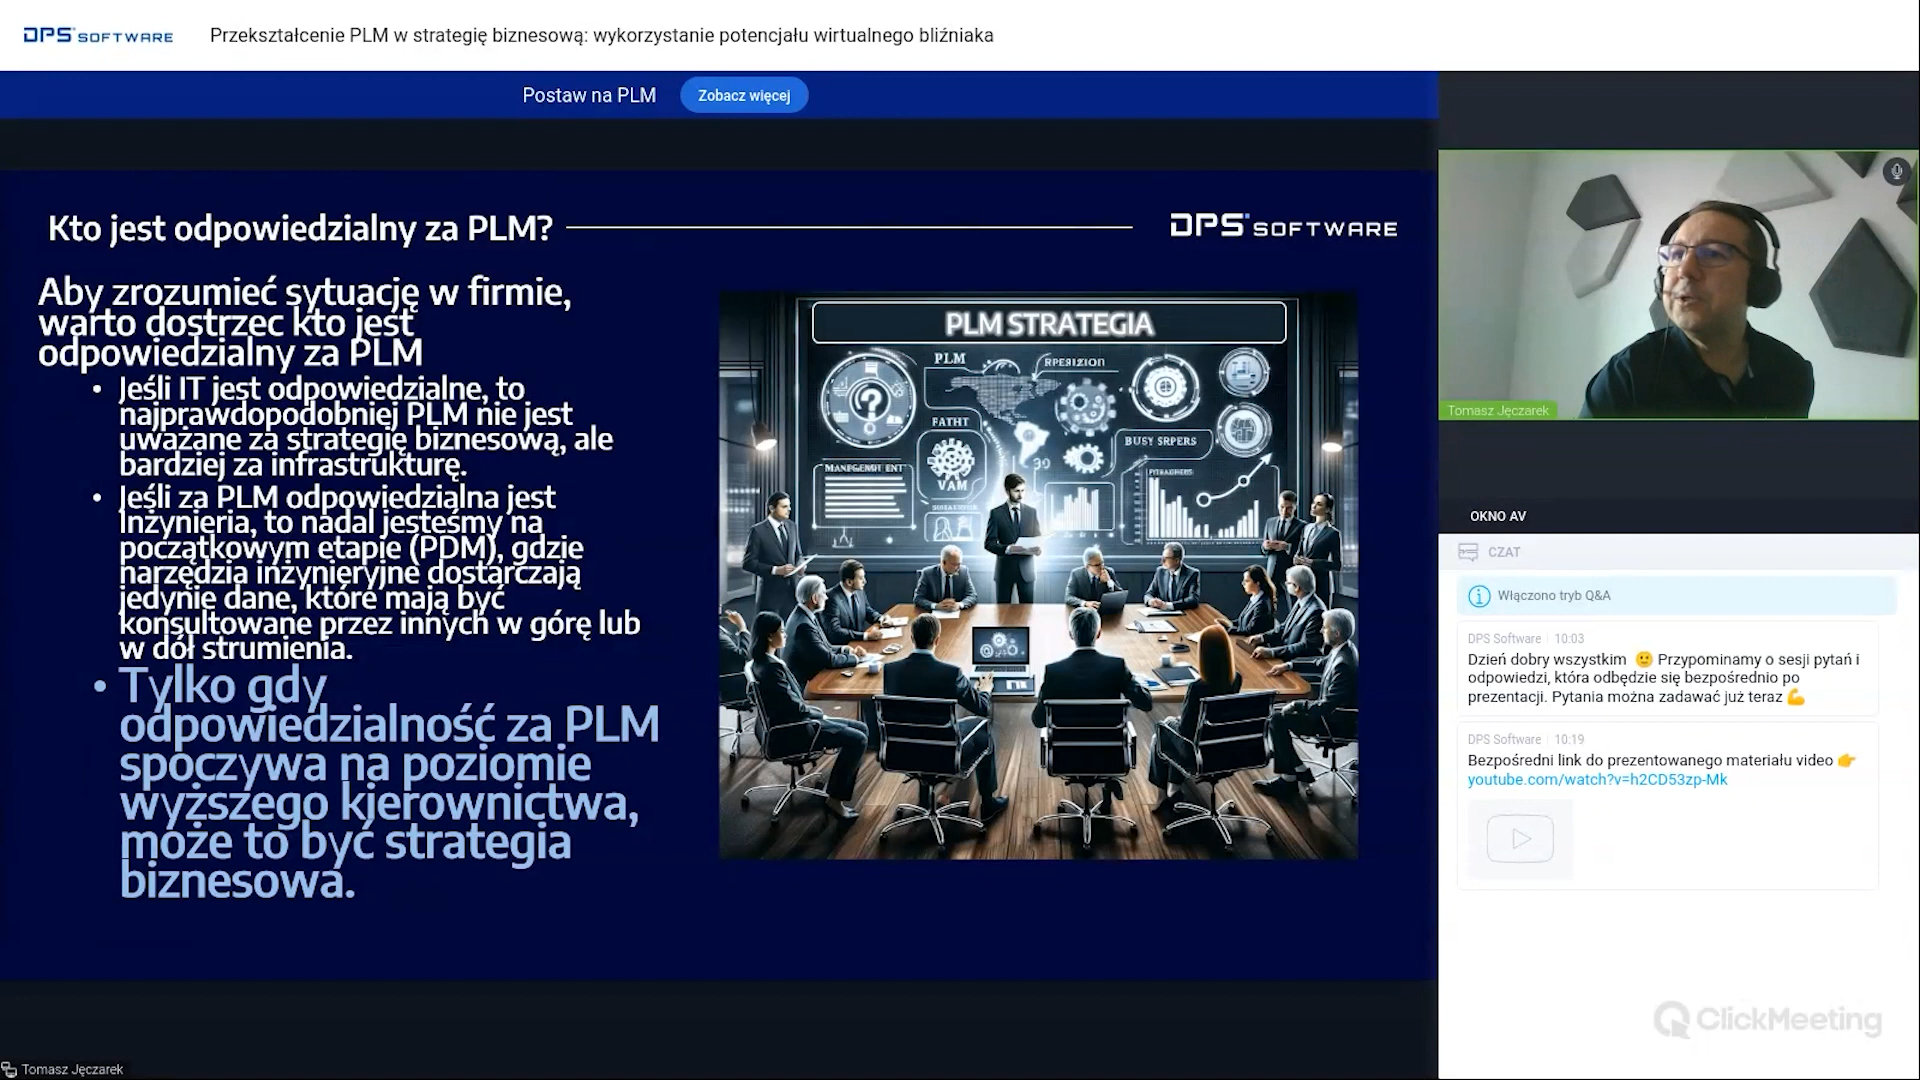 DPS SOFTWARE
Przekształcenie PLM w strategię biznesową: wykorzystanie potencjału wirtualnego bliźniaka
Postaw na PLM
Zobacz więcej
Kto jest odpowiedzialny za PLM?
DPS SOFTWARE
Aby zrozumieć sytuację w firmie,
warto dostrzec kto jest
odpowiedzialny za PLM
• Jeśli IT jest odpowiedzialne, to
najprawdopodobniej PLM nie jest
uważane za strategię biznesową, ale
bardziej za infrastrukturę.
• Jeśli za PLM odpowiedzialna jest
Inżynieria, to nadal jesteśmy na
początkowym etapie (PDM), gdzie
narzędzia inżynieryjne dostarczają
jedynie dane, które mają być
konsultowane przez innych w górę lub
w dół strumienia.
• Tylko gdy
odpowiedzialność za PLM
spoczywa na poziomie
wyższego kierownictwa,
może to być strategia
biznesowa.
PLM STRATEGIA
PLM
FATHT
VAM
BUSY SRPERS
39
Tomasz Jęczarek
OKNO AV
CZAT
Włączono tryb Q&A
DPS Software 10:03
Dzień dobry wszystkim 🙂 Przypominamy o sesji pytań i
odpowiedzi, która odbędzie się bezpośrednio po
prezentacji. Pytania można zadawać już teraz 💪
DPS Software 10:19
Bezpośredni link do prezentowanego materiału video 👉
youtube.com/watch?v=h2CD53zp-Mk
ClickMeeting
Tomasz Jęczarek